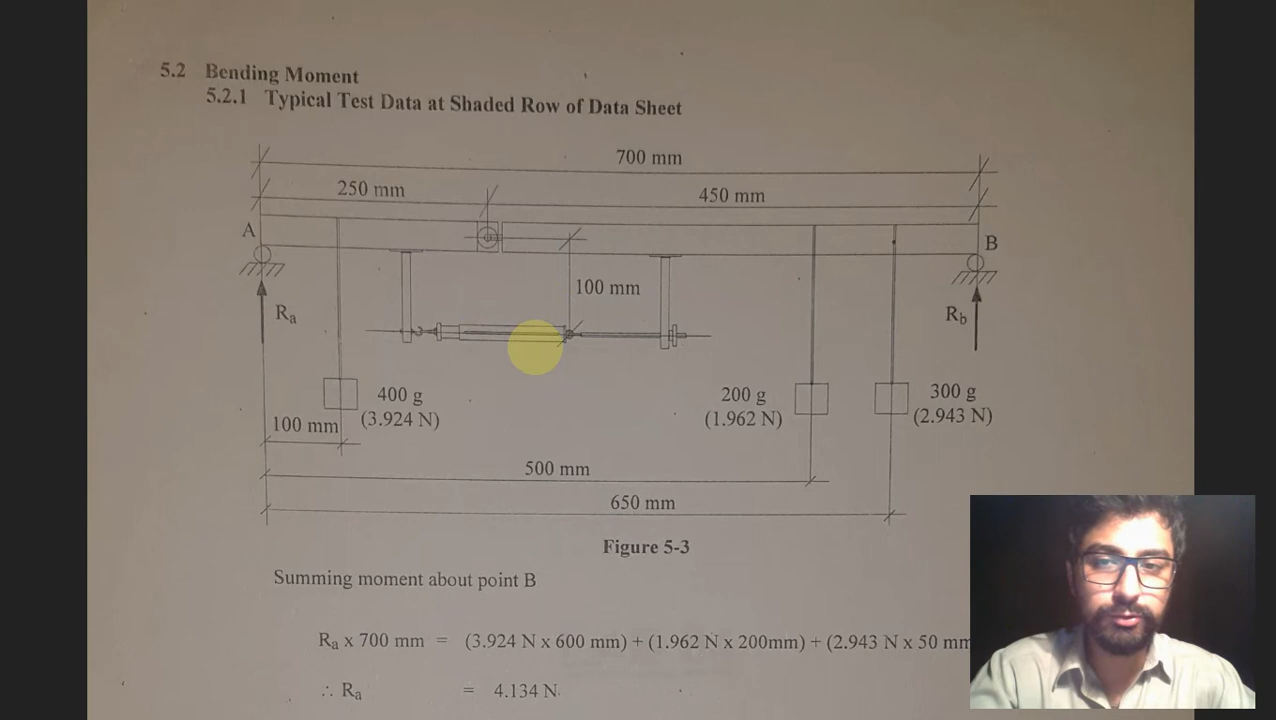 5.2 Bending Moment
5.2.1 Typical Test Data at Shaded Row of Data Sheet
700 mm
250 mm
450 mm
A
B
100 mm
Ra
Rb
400 g
(3.924 N)
200 g
(1.962 N)
300 g
(2.943 N)
100 mm
500 mm
650 mm
Figure 5-3
Summing moment about point B
Ra x 700 mm = (3.924 N x 600 mm) + (1.962 N x 200mm) + (2.943 N x 50 mm
∴ Ra = 4.134 N